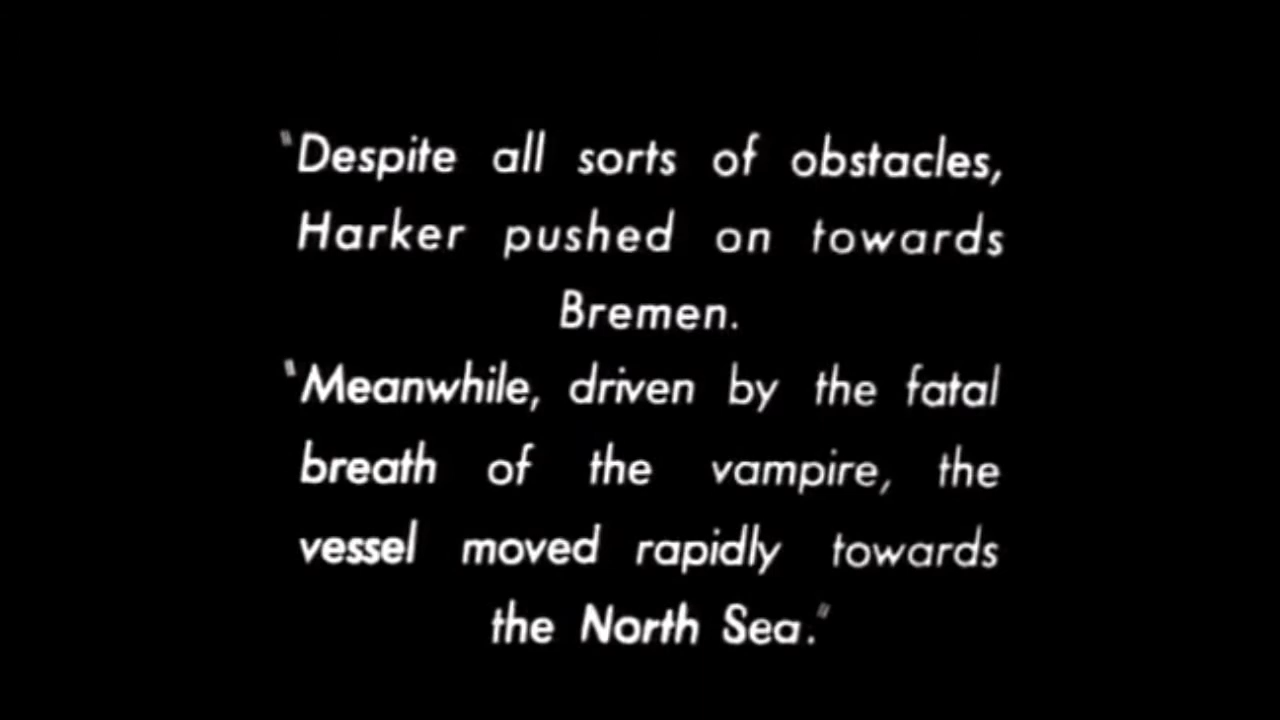 "Despite all sorts of obstacles,
Harker pushed on towards
Bremen.
"Meanwhile, driven by the fatal
breath of the vampire, the
vessel moved rapidly towards
the North Sea."